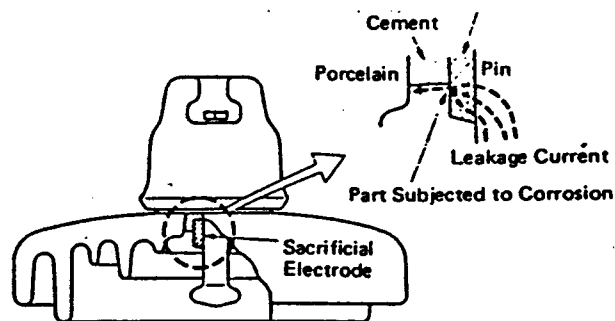 Cement
Porcelain
Pin
Leakage Current
Part Subjected to Corrosion
Sacrificial
Electrode